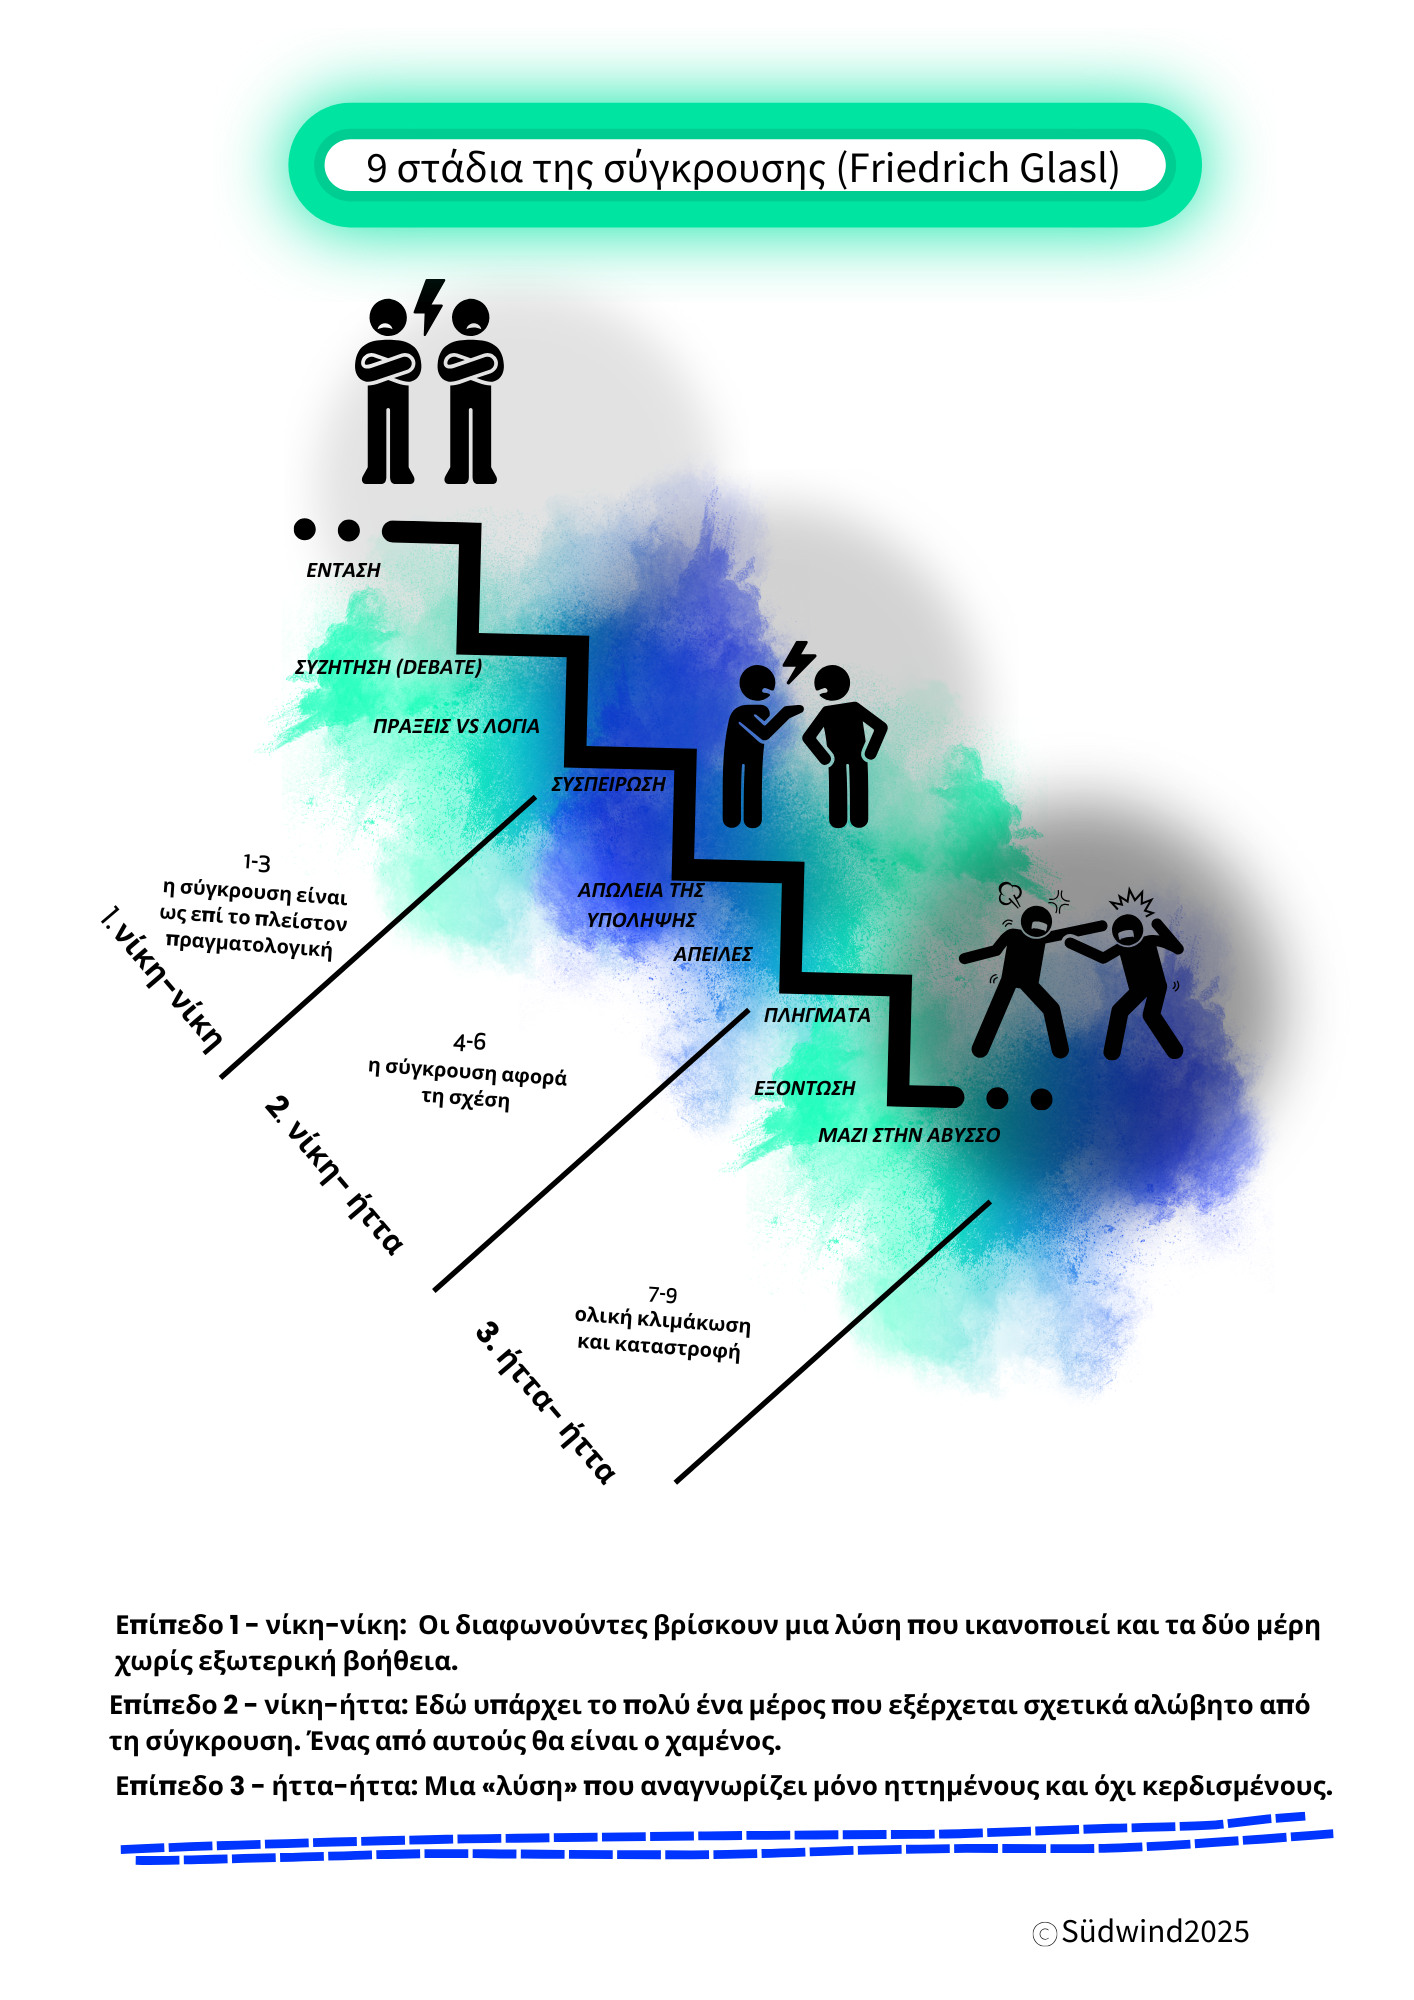 9 στάδια της σύγκρουσης (Friedrich Glasl)
ΕΝΤΑΣΗ
ΣΥΖΗΤΗΣΗ (DEBATE)
ΠΡΑΞΕΙΣ VS ΛΟΓΙΑ
ΣΥΣΠΕΙΡΩΣΗ
ΑΠΩΛΕΙΑ ΤΗΣ
ΥΠΟΛΗΨΗΣ
ΑΠΕΙΛΕΣ
ΠΛΗΓΜΑΤΑ
ΕΞΟΝΤΩΣΗ
ΜΑΖΙ ΣΤΗΝ ΑΒΥΣΣΟ
1-3
η σύγκρουση είναι
ως επί το πλείστον
πραγματολογική
1. νίκη-νίκη
4-6
η σύγκρουση αφορά
τη σχέση
2. νίκη- ήττα
7-9
ολική κλιμάκωση
και καταστροφή
3. ήττα- ήττα
Επίπεδο 1 - νίκη-νίκη: Οι διαφωνούντες βρίσκουν μια λύση που ικανοποιεί και τα δύο μέρη
χωρίς εξωτερική βοήθεια.
Επίπεδο 2 - νίκη-ήττα: Εδώ υπάρχει το πολύ ένα μέρος που εξέρχεται σχετικά αλώβητο από
τη σύγκρουση. Ένας από αυτούς θα είναι ο χαμένος.
Επίπεδο 3 - ήττα-ήττα: Μια «λύση» που αναγνωρίζει μόνο ηττημένους και όχι κερδισμένους.
©Südwind2025